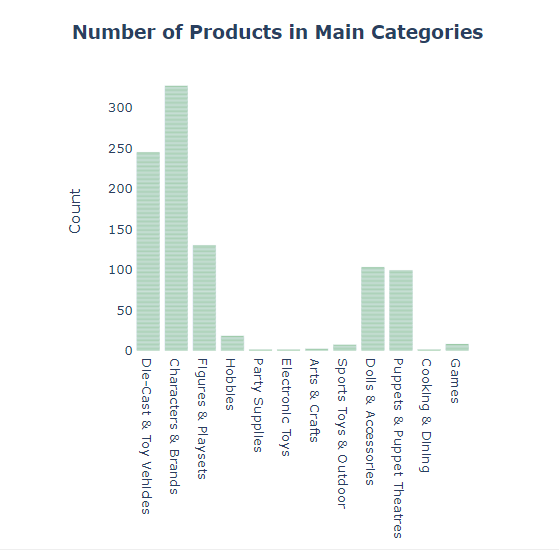 Number of Products in Main Categories
Count
300
250
200
150
100
50
0
Die-Cast & Toy Vehicles
Characters & Brands
Figures & Playsets
Hobbies
Party Supplies
Electronic Toys
Arts & Crafts
Sports Toys & Outdoor
Dolls & Accessories
Puppets & Puppet Theatres
Cooking & Dining
Games